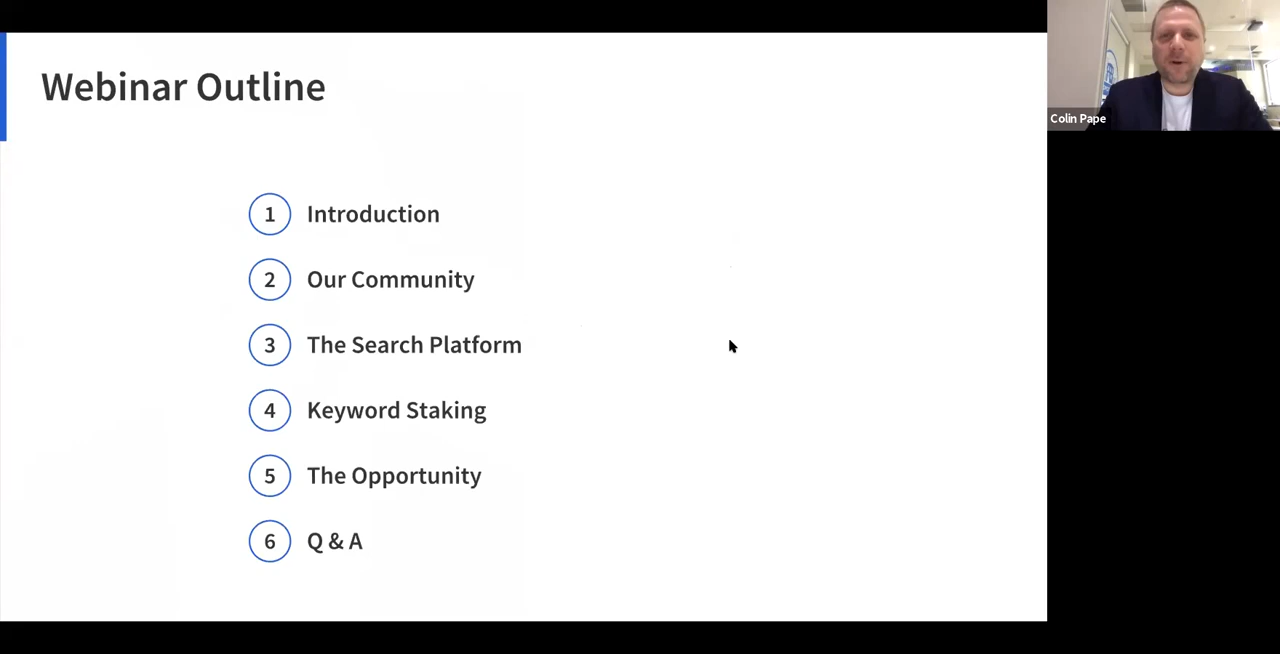 Webinar Outline
1 Introduction
2 Our Community
3 The Search Platform
4 Keyword Staking
5 The Opportunity
6 Q & A
Colin Pape